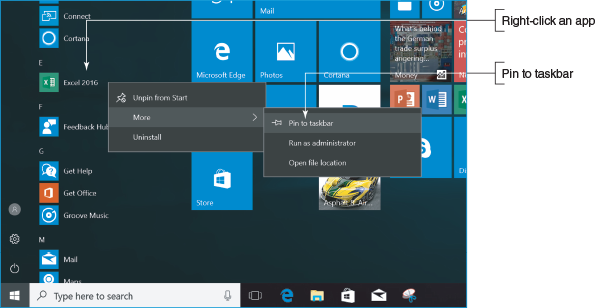 Connect
Cortana
E
Excel 2016
F
Feedback Hu
G
Get Help
Get Office
Groove Music
M
Mail
Maps
Mail
Microsoft Edge
Photos
Cortana
What's behind
the German
trade surplus
angering...
Money
Unpin from Start
More
Uninstall
Pin to taskbar
Run as administrator
Open file location
Store
Asphalt 8: Air...
Type here to search
Right-click an app
Pin to taskbar